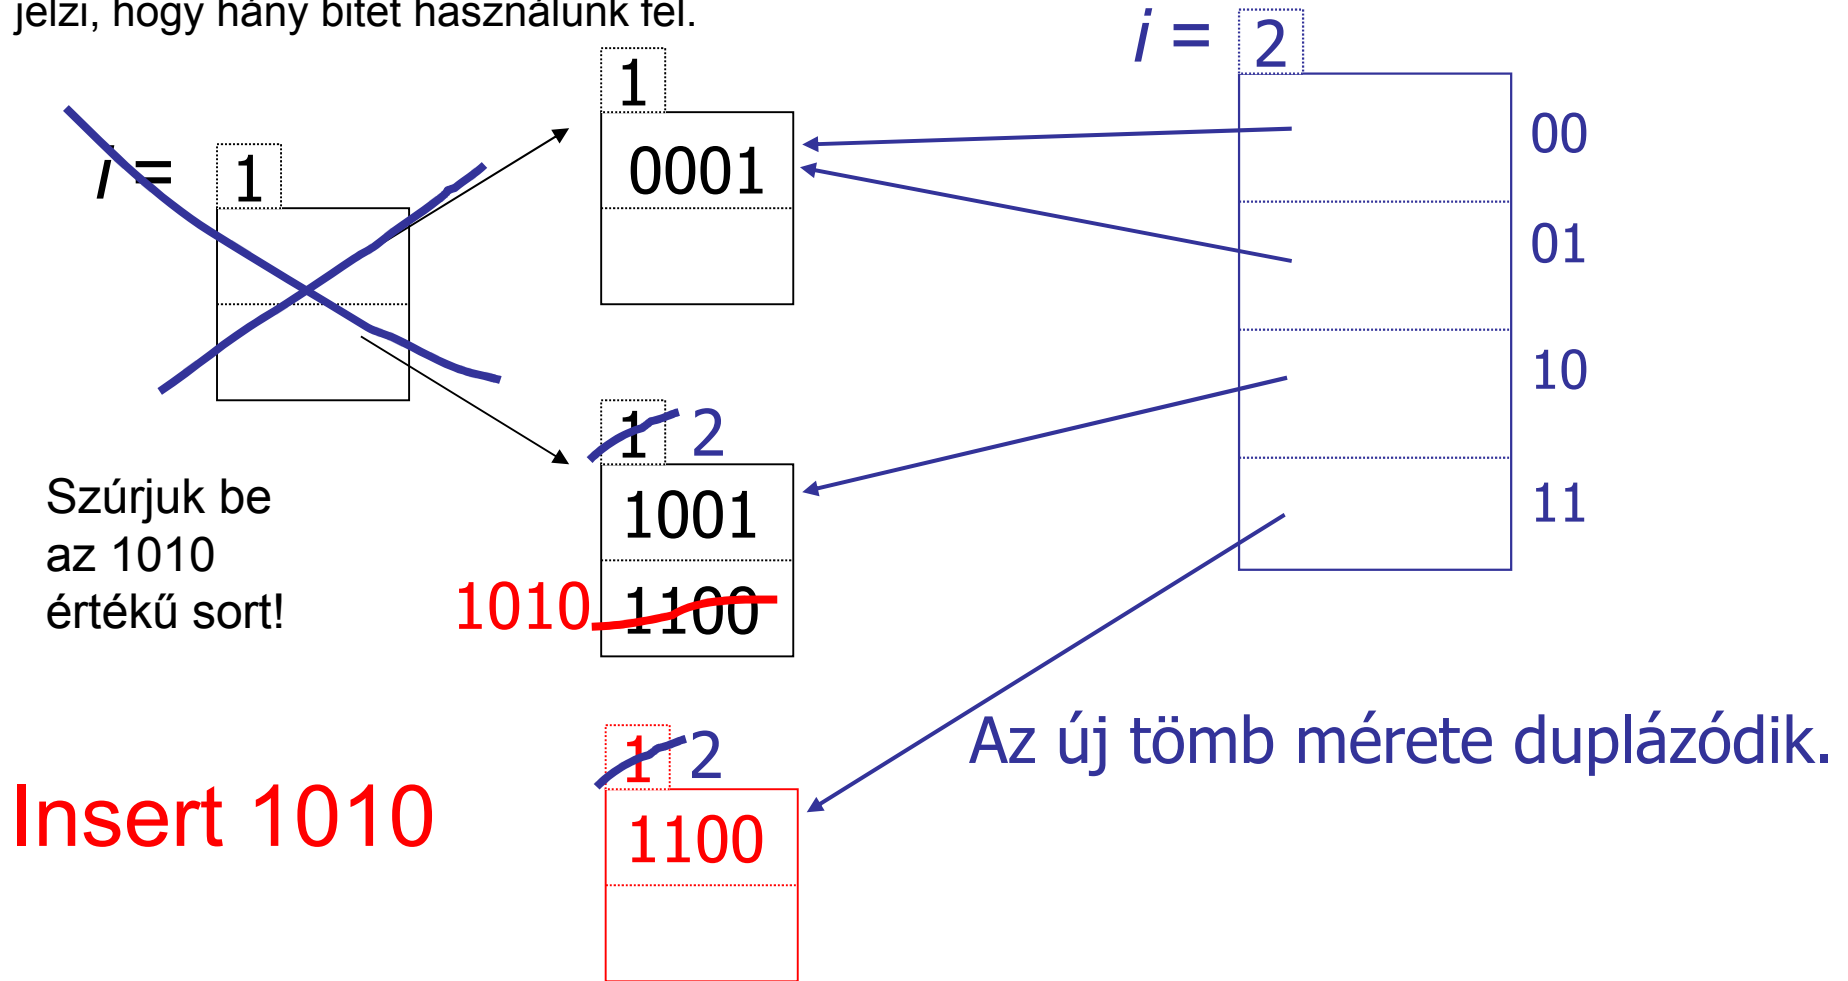 jelzi, hogy hány bitet használunk fel.
i = 2
1
0001
00
i = 1
01
10
1 2
1001
11
Szúrjuk be
az 1010
értékű sort!
1010 1100
1 2
Az új tömb mérete duplázódik.
Insert 1010
1100